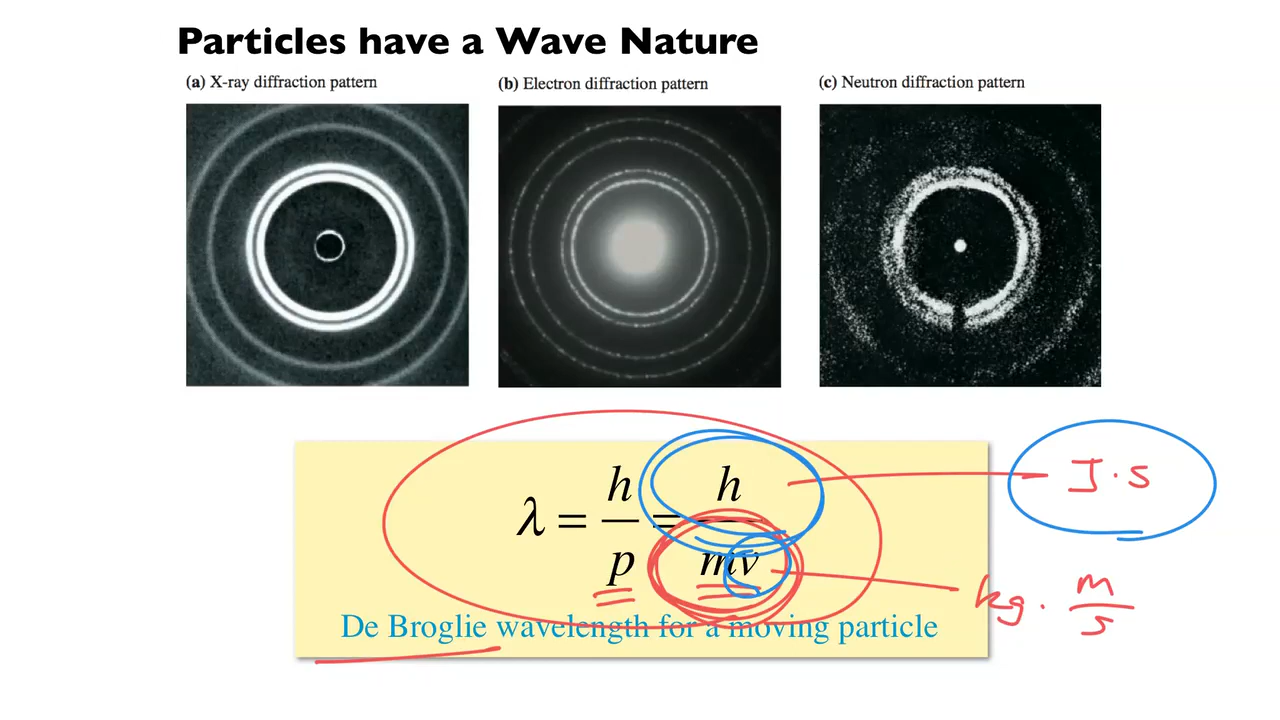 Particles have a Wave Nature
(a) X-ray diffraction pattern
(b) Electron diffraction pattern
(c) Neutron diffraction pattern
λ = h/p = h/mv
J·s
kg · m/s
De Broglie wavelength for a moving particle